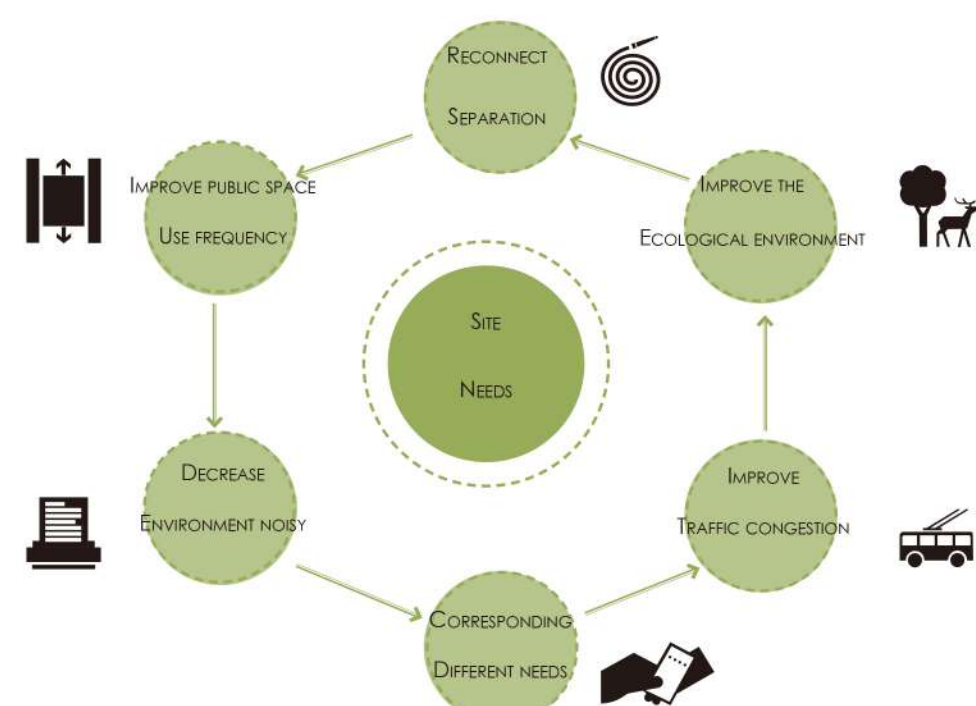 Reconnect
Separation
Improve public space
Use frequency
Improve the
Ecological environment
Site
Needs
Decrease
Environment noisy
Improve
Traffic congestion
Corresponding
Different needs